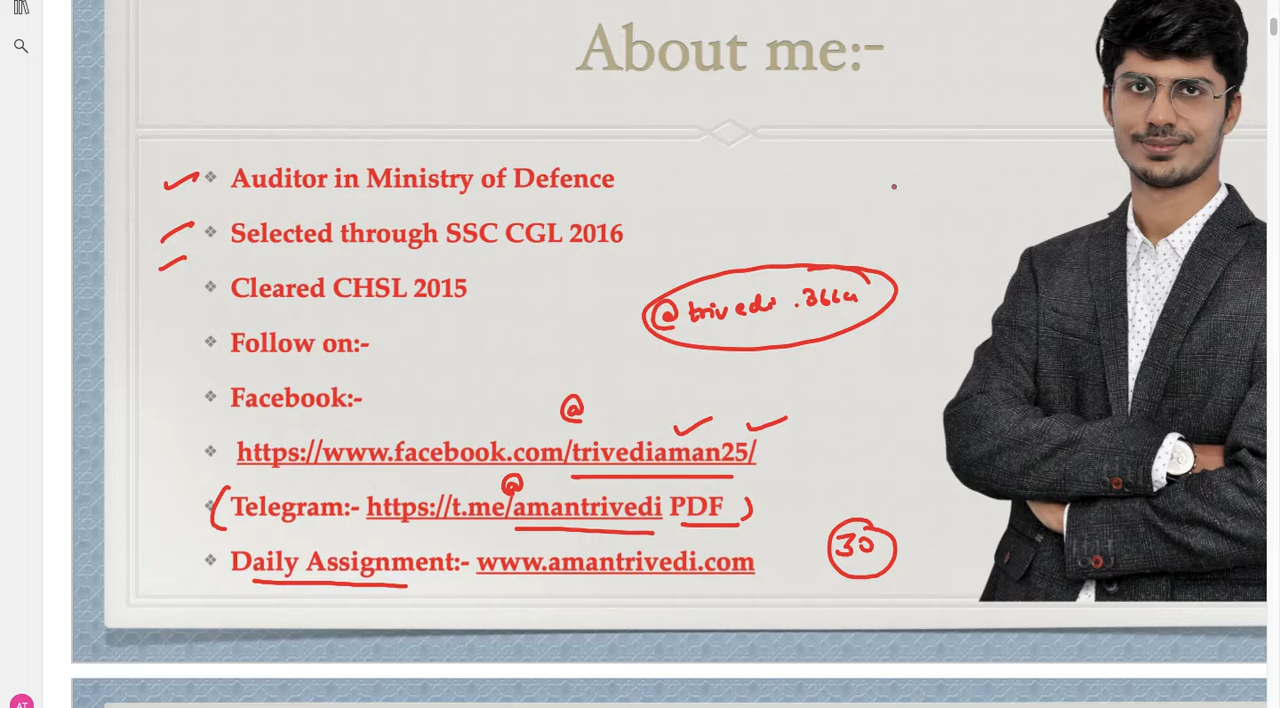 About me:-
Auditor in Ministry of Defence
Selected through SSC CGL 2016
Cleared CHSL 2015
@trivedi
Follow on:-
Facebook:-
@
https://www.facebook.com/trivediaman25/
@
Telegram:- https://t.me/amantrivedi PDF
30
Daily Assignment:- www.amantrivedi.com
AT